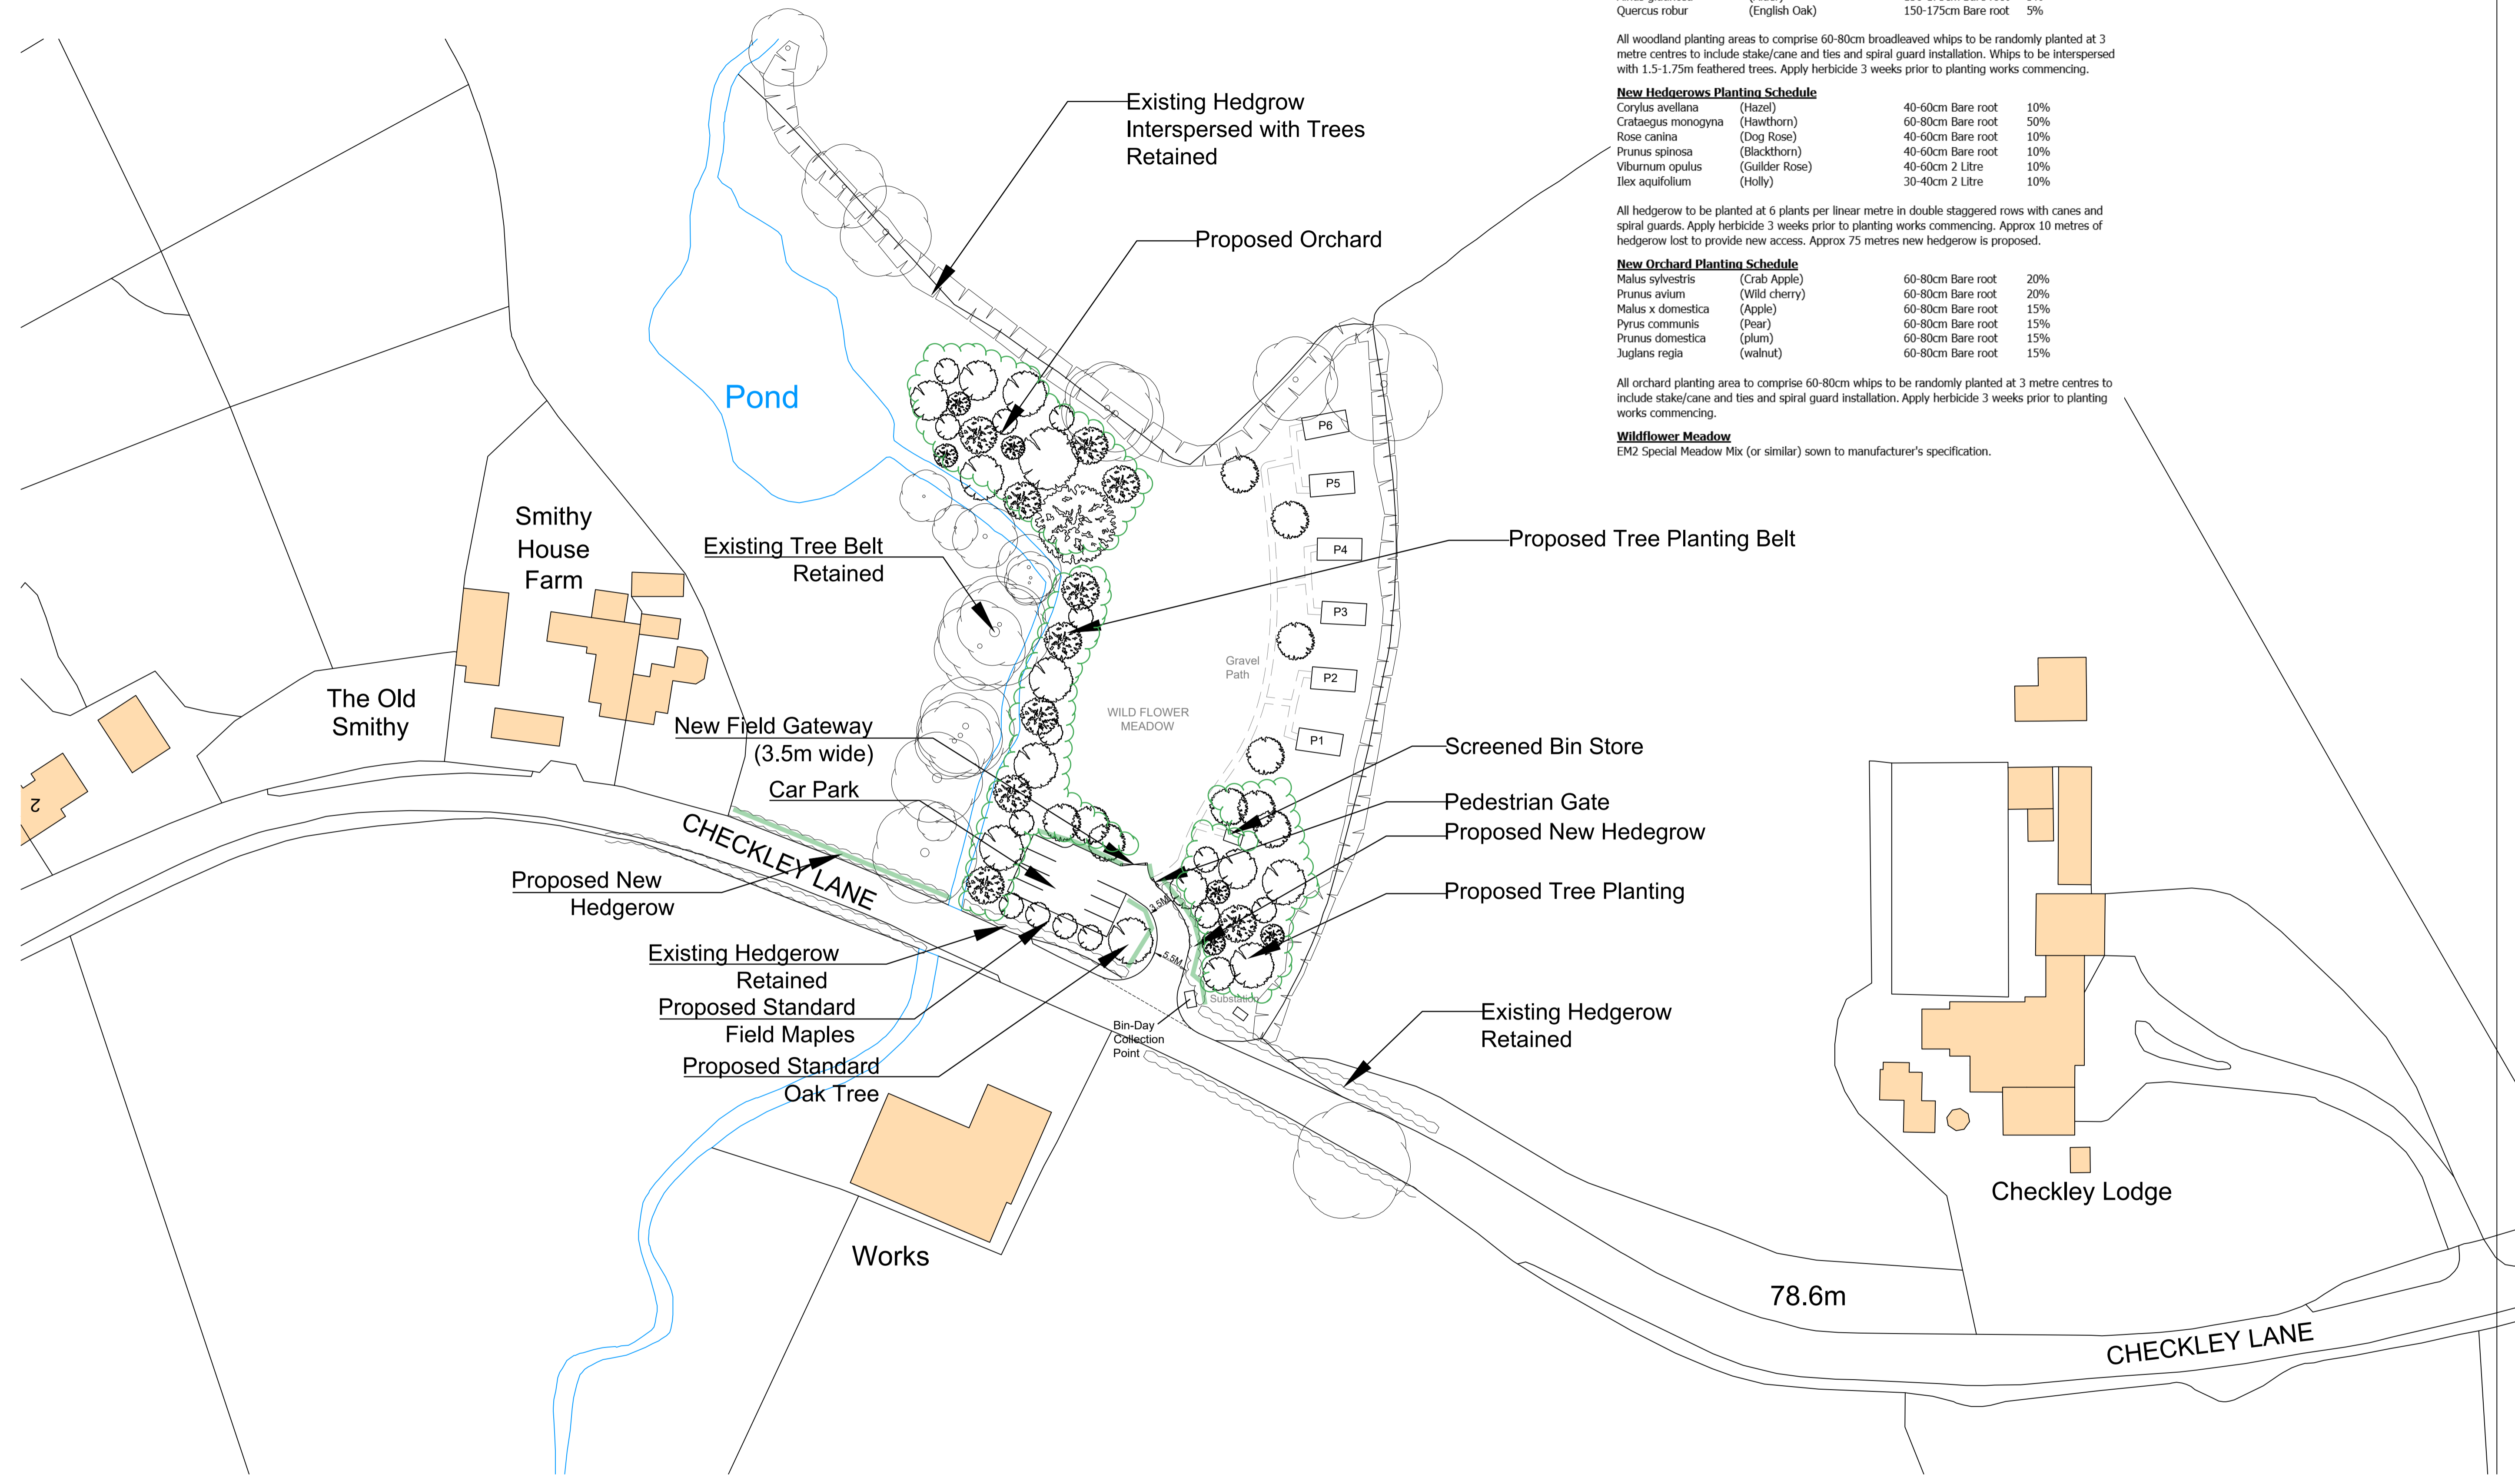 Quercus robur (English Oak) 150-175cm Bare root 5%
All woodland planting areas to comprise 60-80cm broadleaved whips to be randomly planted at 3
metre centres to include stake/cane and ties and spiral guard installation. Whips to be interspersed
with 1.5-1.75m feathered trees. Apply herbicide 3 weeks prior to planting works commencing.
New Hedgerows Planting Schedule
Corylus avellana (Hazel) 40-60cm Bare root 10%
Crataegus monogyna (Hawthorn) 60-80cm Bare root 50%
Rose canina (Dog Rose) 40-60cm Bare root 10%
Prunus spinosa (Blackthorn) 40-60cm Bare root 10%
Viburnum opulus (Guilder Rose) 40-60cm 2 Litre 10%
Ilex aquifolium (Holly) 30-40cm 2 Litre 10%
All hedgerow to be planted at 6 plants per linear metre in double staggered rows with canes and
spiral guards. Apply herbicide 3 weeks prior to planting works commencing. Approx 10 metres of
hedgerow lost to provide new access. Approx 75 metres new hedgerow is proposed.
New Orchard Planting Schedule
Malus sylvestris (Crab Apple) 60-80cm Bare root 20%
Prunus avium (Wild cherry) 60-80cm Bare root 20%
Malus x domestica (Apple) 60-80cm Bare root 15%
Pyrus communis (Pear) 60-80cm Bare root 15%
Prunus domestica (plum) 60-80cm Bare root 15%
Juglans regia (walnut) 60-80cm Bare root 15%
All orchard planting area to comprise 60-80cm whips to be randomly planted at 3 metre centres to
include stake/cane and ties and spiral guard installation. Apply herbicide 3 weeks prior to planting
works commencing.
Wildflower Meadow
EM2 Special Meadow Mix (or similar) sown to manufacturer's specification.
Existing Hedgrow
Interspersed with Trees
Retained
Proposed Orchard
Pond
P6
P5
P4
P3
P2
P1
Smithy
House
Farm
Existing Tree Belt
Retained
Proposed Tree Planting Belt
The Old
Smithy
2
Gravel
Path
WILD FLOWER
MEADOW
New Field Gateway
(3.5m wide)
Car Park
Screened Bin Store
Pedestrian Gate
Proposed New Hedegrow
Proposed Tree Planting
CHECKLEY LANE
Proposed New
Hedgerow
3.5M
5.5M
Existing Hedgerow
Retained
Proposed Standard
Field Maples
Proposed Standard
Oak Tree
Substation
Bin-Day
Collection
Point
Existing Hedgerow
Retained
Works
Checkley Lodge
78.6m
CHECKLEY LANE